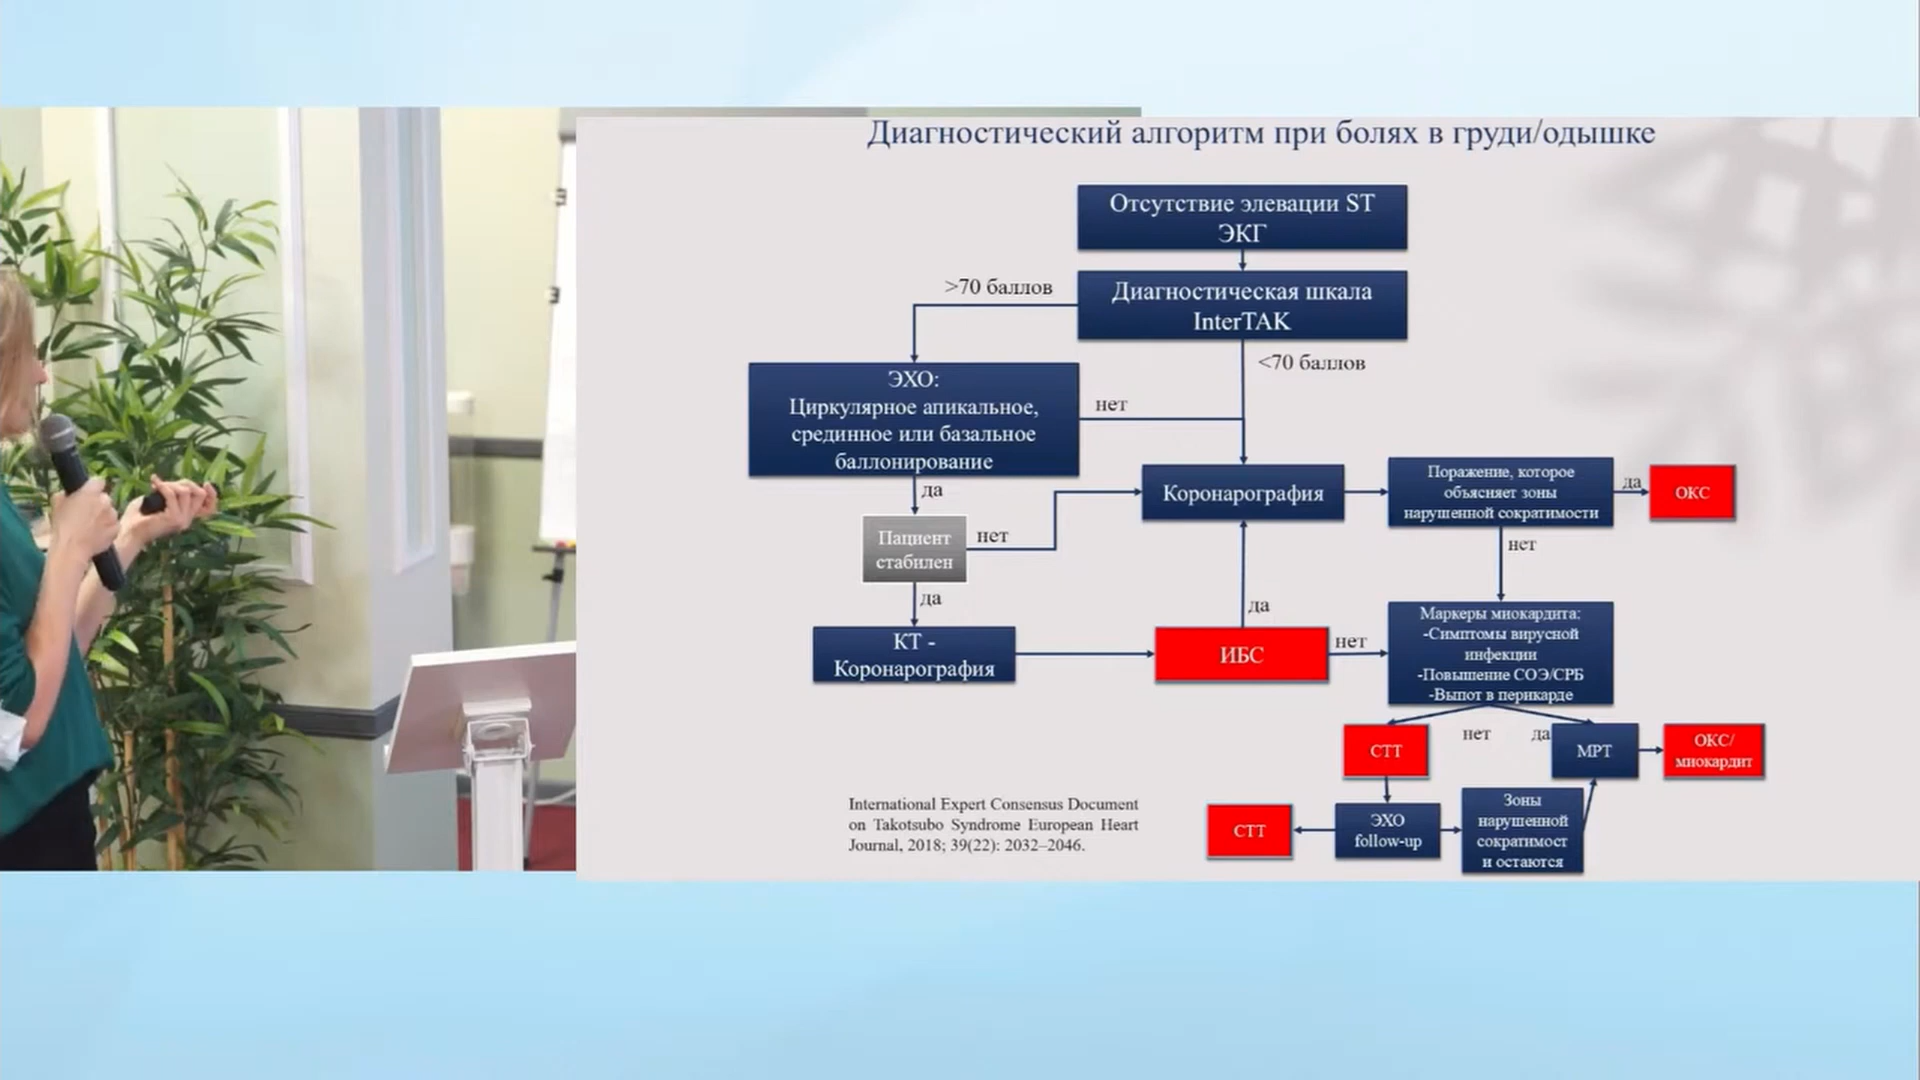 Диагностический алгоритм при болях в груди/одышке
Отсутствие элевации ST
ЭКГ
>70 баллов
Диагностическая шкала
InterTAK
<70 баллов
ЭХО:
Циркулярное апикальное,
срединное или базальное
баллонирование
нет
да
Пациент
стабилен
нет
Коронарография
Поражение, которое
объясняет зоны
нарушенной сократимости
да
ОКС
нет
да
КТ -
Коронарография
ИБС
да
нет
Маркеры миокардита:
-Симптомы вирусной
инфекции
-Повышение СОЭ/СРБ
-Выпот в перикарде
СТТ
нет
да
МРТ
ОКС/
миокардит
СТТ
ЭХО
follow-up
Зоны
нарушенной
сократимост
и остаются
International Expert Consensus Document
on Takotsubo Syndrome European Heart
Journal, 2018; 39(22): 2032–2046.